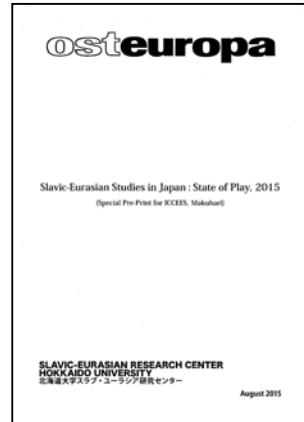 osteuropa
Slavic-Eurasian Studies in Japan : State of Play, 2015
(Special Pre-Print for ICCEES, Makuhari)
SLAVIC-EURASIAN RESEARCH CENTER
HOKKAIDO UNIVERSITY
北海道大学スラブ・ユーラシア研究センター
August 2015